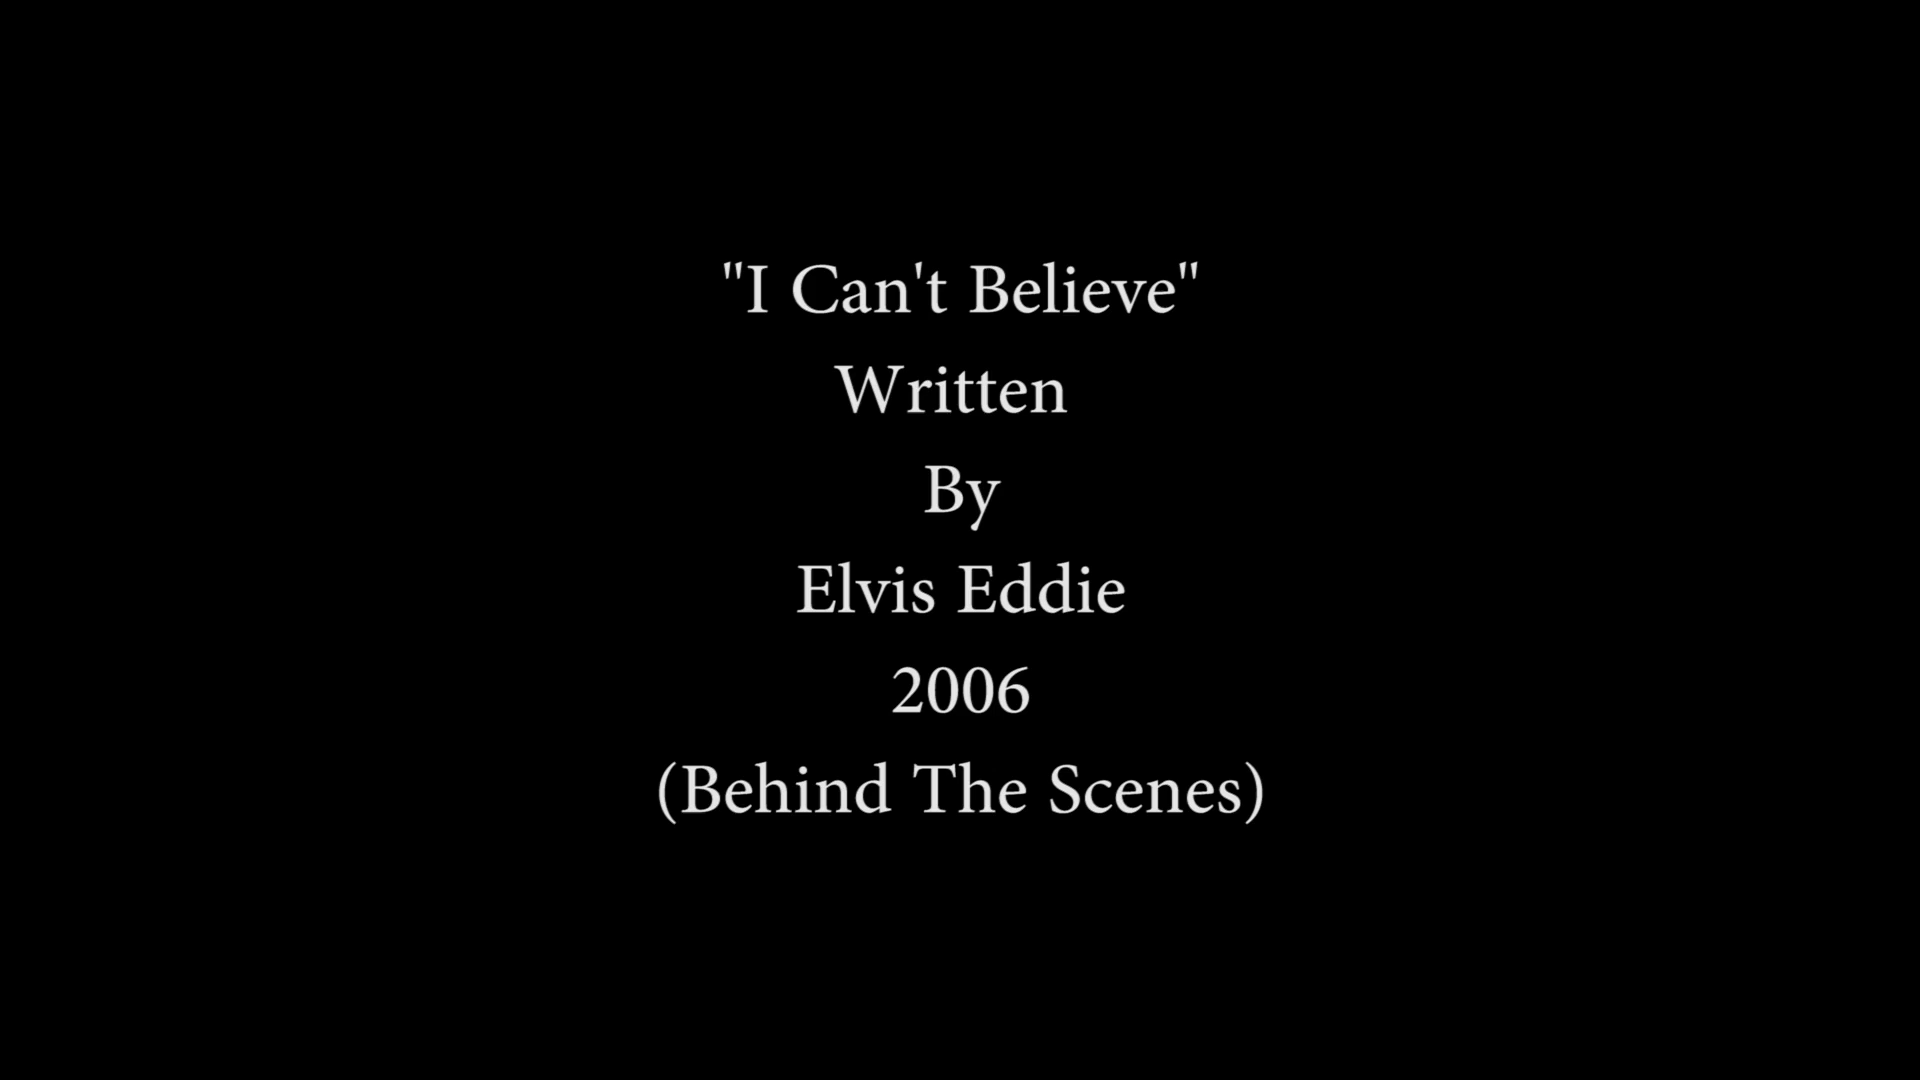 "I Can't Believe"
Written
By
Elvis Eddie
2006
(Behind The Scenes)